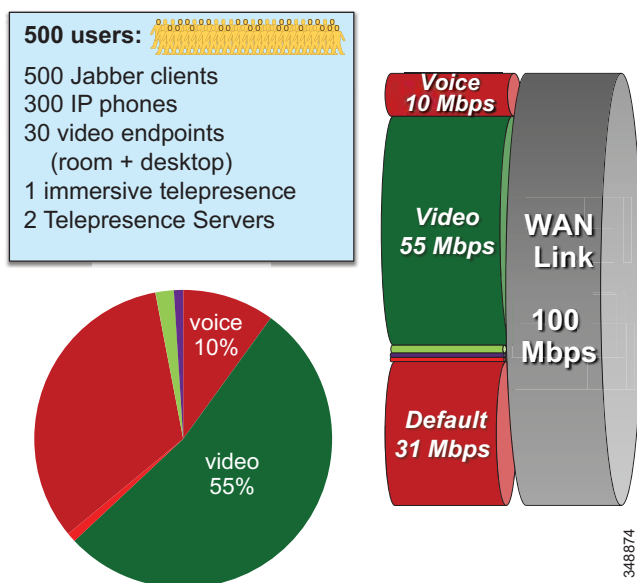 500 users:
500 Jabber clients
300 IP phones
30 video endpoints
(room + desktop)
1 immersive telepresence
2 Telepresence Servers
Voice
10 Mbps
Video
55 Mbps
WAN
Link
100
Mbps
Default
31 Mbps
voice
10%
video
55%
348874